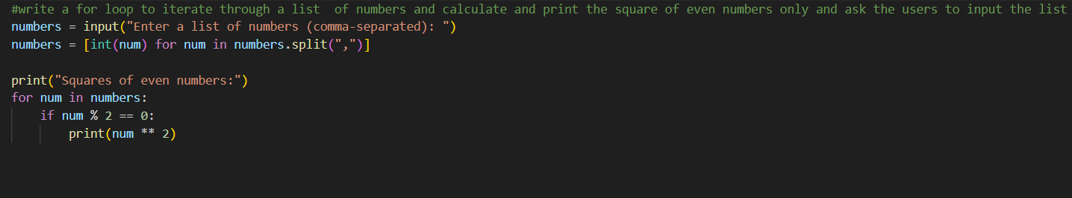 #write a for loop to iterate through a list  of numbers and calculate and print the square of even numbers only and ask the users to input the list
numbers = input("Enter a list of numbers (comma-separated): ")
numbers = [int(num) for num in numbers.split(",")]

print("Squares of even numbers:")
for num in numbers:
    if num % 2 == 0:
        print(num ** 2)